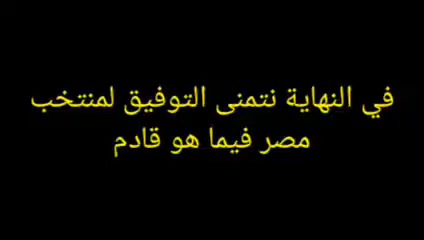 في النهاية نتمنى التوفيق لمنتخب
مصر فيما هو قادم